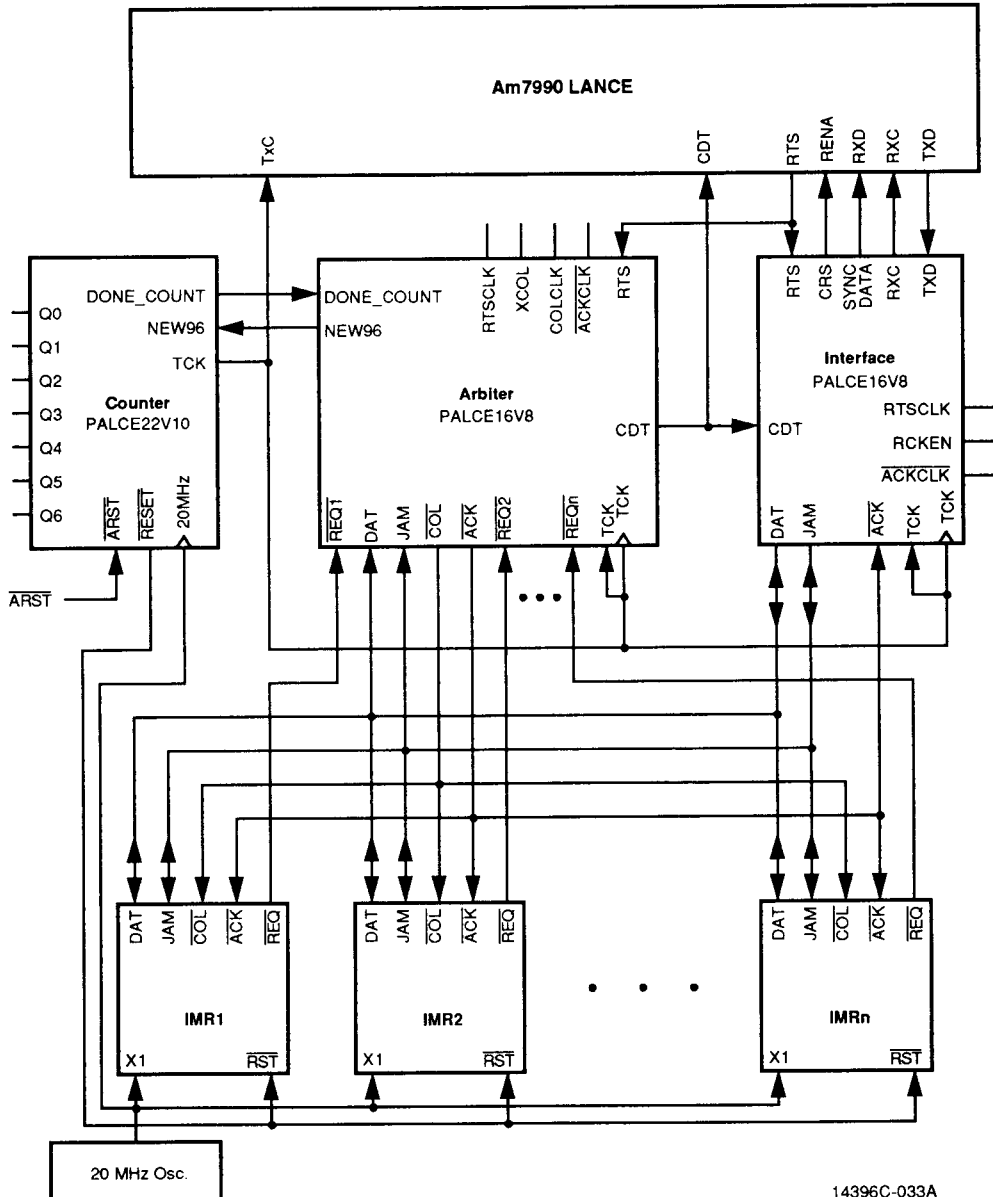 Am7990 LANCE
TxC
CDT
RTS
RENA
RXD
RXC
TXD
DONE_COUNT
NEW96
TCK
Q0
Q1
Q2
Q3
Q4
Q5
Q6
Counter
PALCE22V10
ARST
RESET
20MHz
ARST
DONE_COUNT
NEW96
RTSCLK
XCOL
COLCLK
ACKCLK
RTS
Arbiter
PALCE16V8
CDT
REQ1
DAT
JAM
COL
ACK
REQ2
REQn
TCK
TCK
RTS
CRS
SYNC
DATA
RXC
TXD
Interface
PALCE16V8
CDT
RTSCLK
RCKEN
ACKCLK
DAT
JAM
ACK
TCK
TCK
DAT
JAM
COL
ACK
REQ
IMR1
X1
RST
DAT
JAM
COL
ACK
REQ
IMR2
X1
RST
DAT
JAM
COL
ACK
REQ
IMRn
X1
RST
20 MHz Osc.
14396C-033A